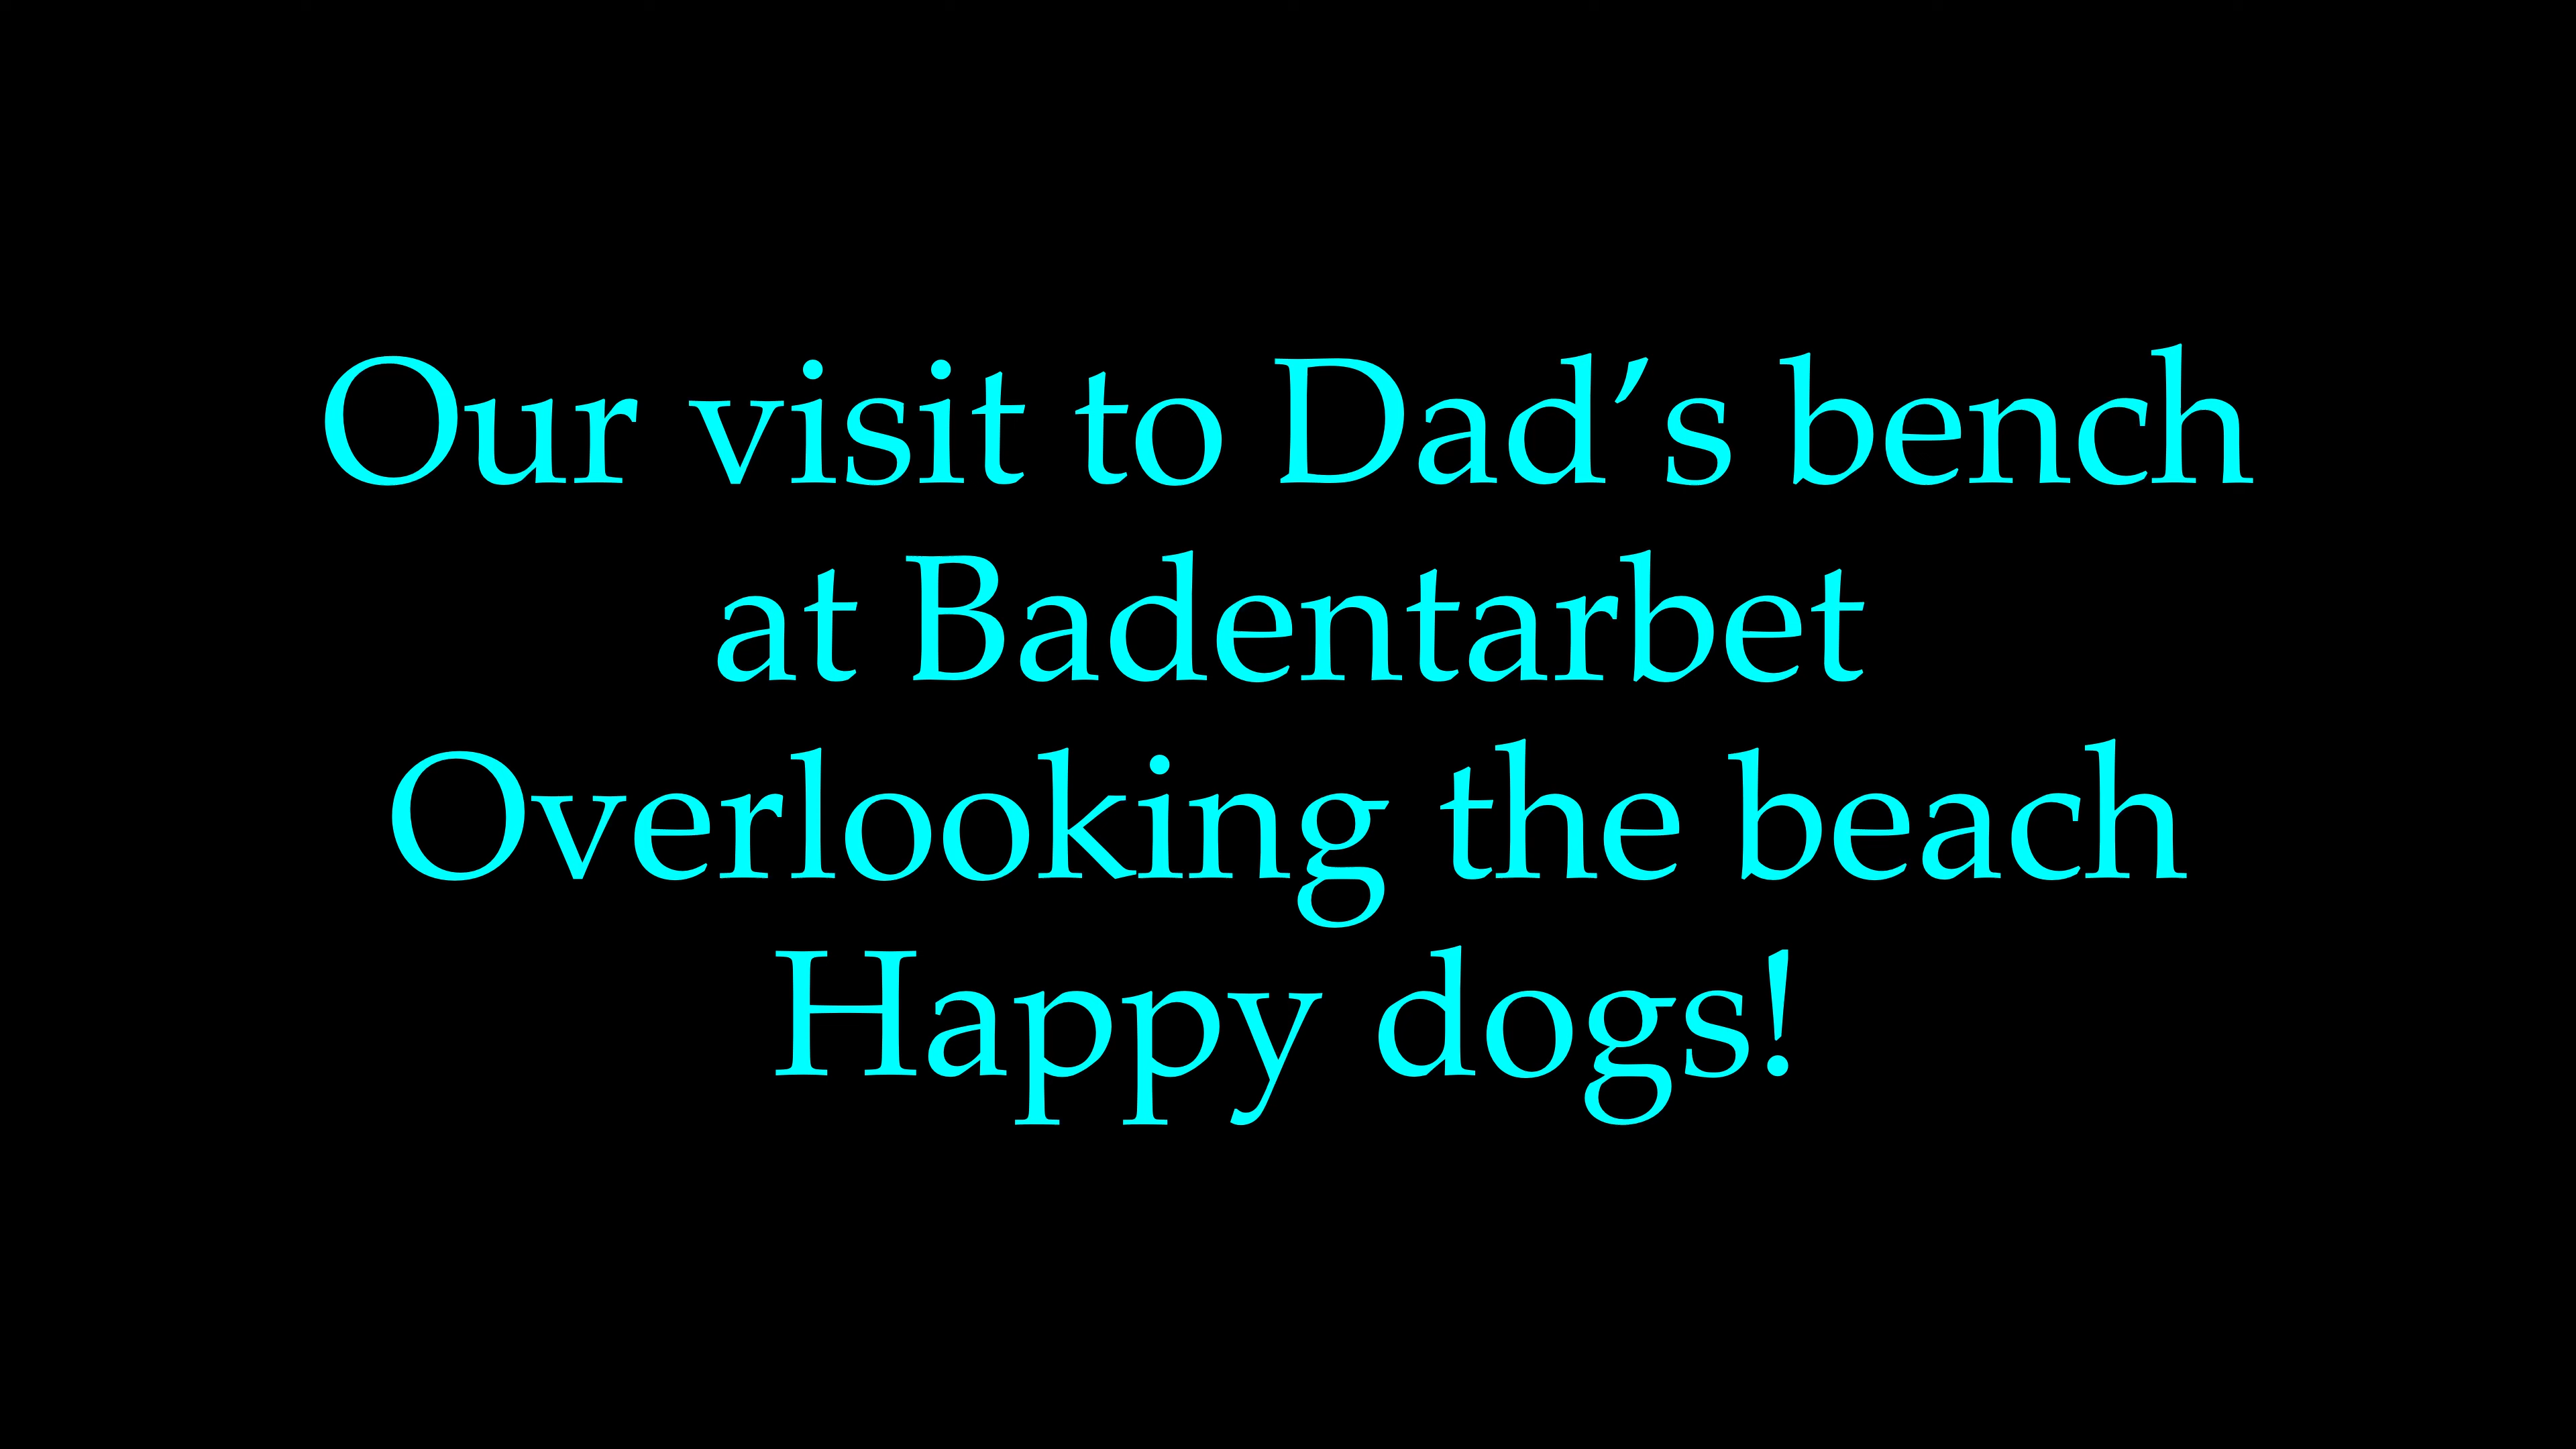 Our visit to Dad’s bench
at Badentarbet
Overlooking the beach
Happy dogs!